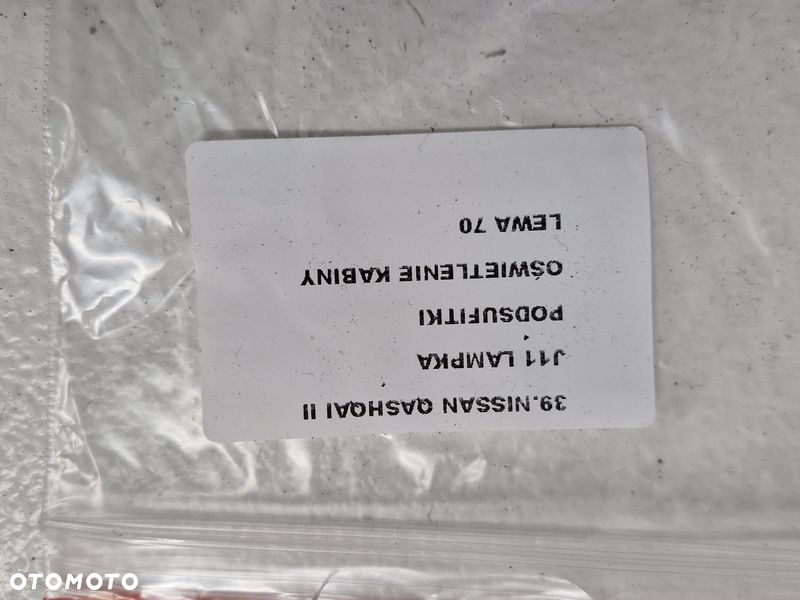 39.NISSAN QASHQAI II
J11 LAMPKA
PODSUFITKI
OŚWIETLENIE KABINY
LEWA 70
OTOMOTO